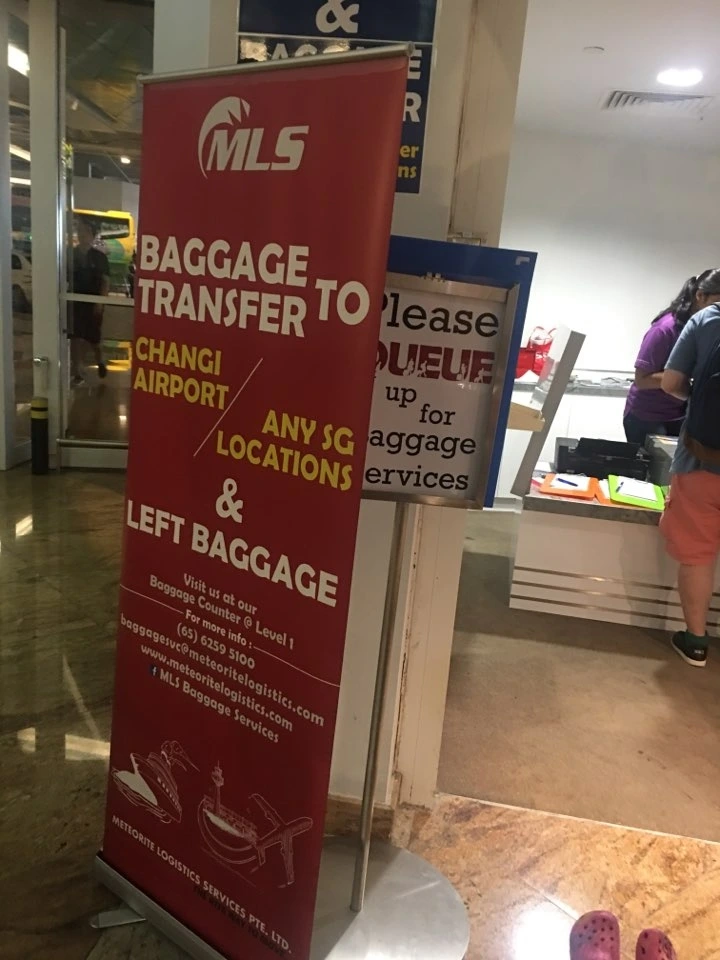 MLS
BAGGAGE
TRANSFER TO
CHANGI
AIRPORT /
ANY SG
LOCATIONS
&
LEFT BAGGAGE
Visit us at our
Baggage Counter @ Level 1
For more info :
(65) 6259 5100
baggagesvc@meteoritelogistics.com
www.meteoritelogistics.com
f MLS Baggage Services
METEORITE LOGISTICS SERVICES PTE. LTD.
&
Please
QUEUE
up
for
aggage
ervices